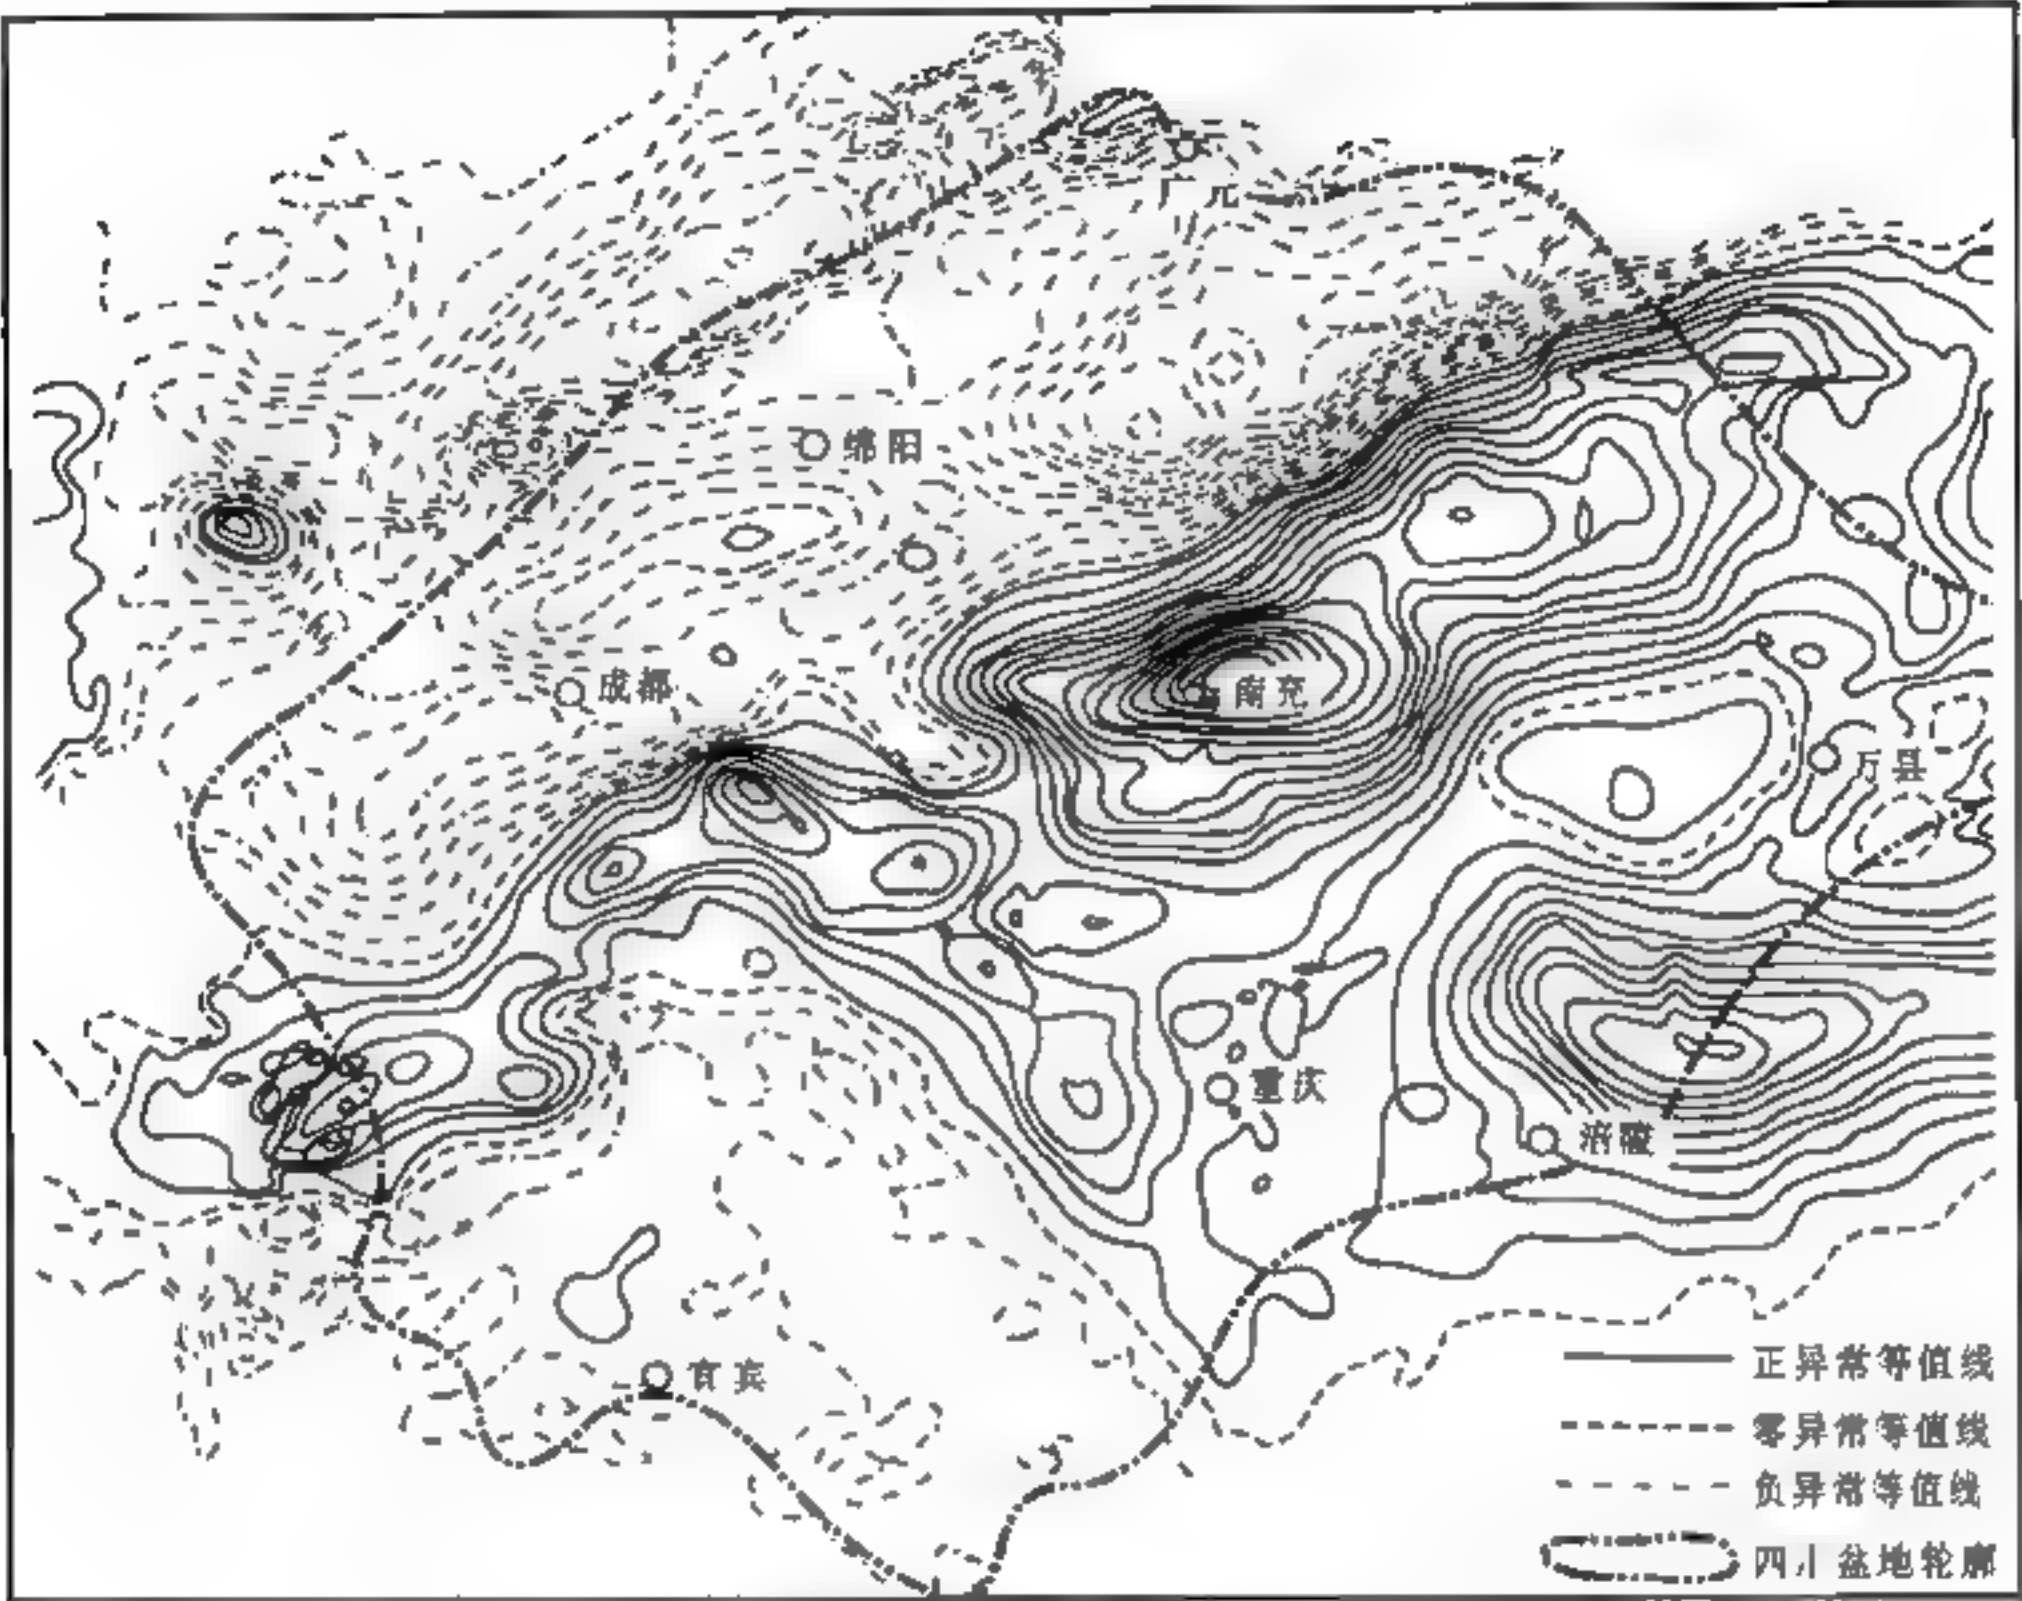 广元
绵阳
成都
南充
万县
重庆
涪陵
宜宾
正异常等值线
零异常等值线
负异常等值线
四川盆地轮廓